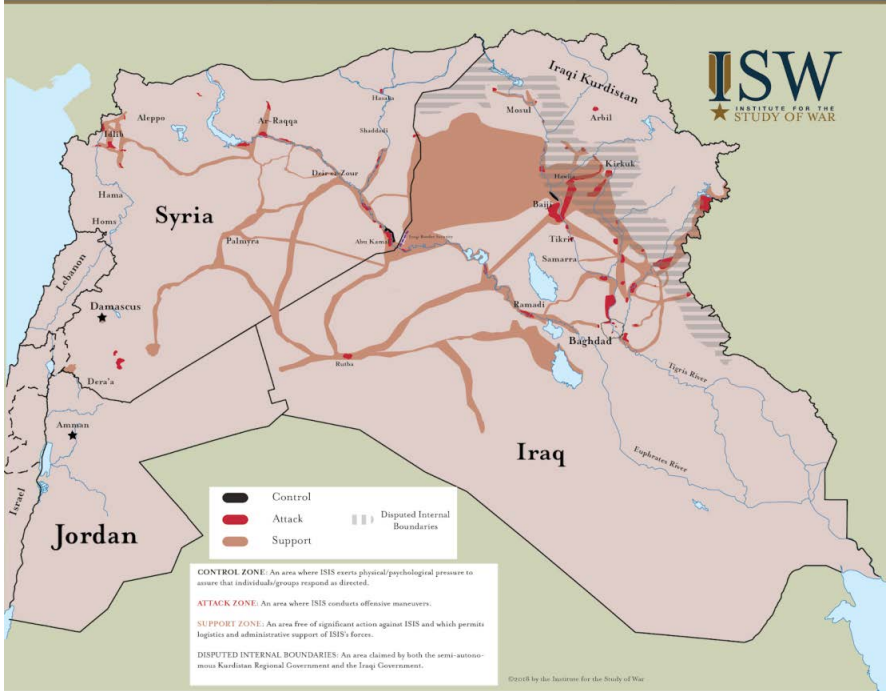 Iraqi Kurdistan
ISW
INSTITUTE FOR THE
STUDY OF WAR
Hasaka
Mosul
Arbil
Aleppo
Ar-Raqqa
Shaddadi
Idlib
Kirkuk
Deir ez-Zour
Hawija
Hama
Baiji
Syria
Homs
Tikrit
Palmyra
Abu Kamal
Samarra
Lebanon
Damascus
Ramadi
Baghdad
Rutba
Tigris River
Dera'a
Amman
Iraq
Euphrates River
Israel
Jordan
Control
Attack
Support
Disputed Internal
Boundaries
CONTROL ZONE: An area where ISIS exerts physical/psychological pressure to
assure that individuals/groups respond as directed.
ATTACK ZONE: An area where ISIS conducts offensive maneuvers.
SUPPORT ZONE: An area free of significant action against ISIS and which permits
logistics and administrative support of ISIS's forces.
DISPUTED INTERNAL BOUNDARIES: An area claimed by both the semi-autono-
mous Kurdistan Regional Government and the Iraqi Government.
©2018 by the Institute for the Study of War